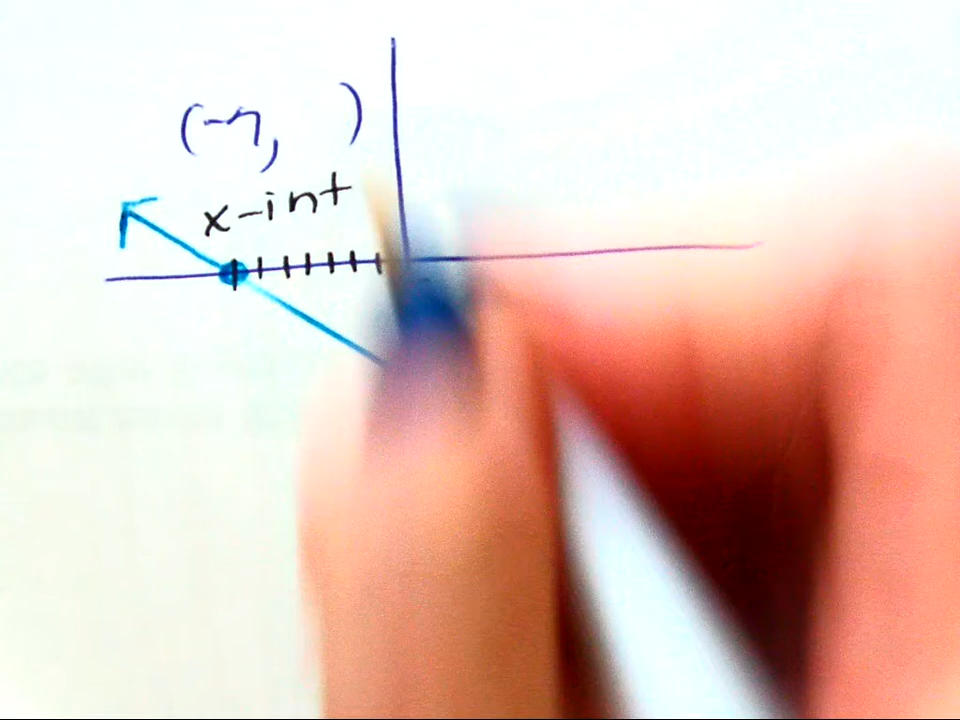 (-7, )
x-int